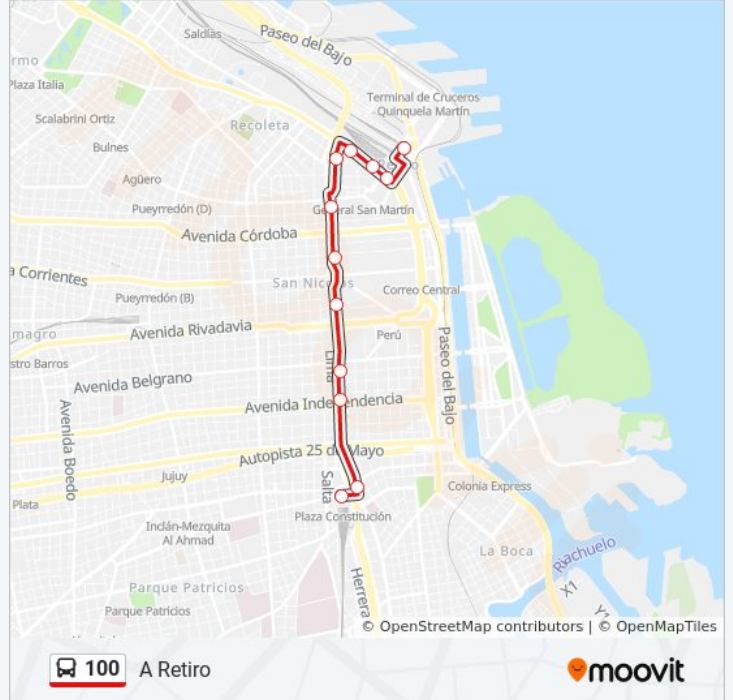 Saldías
Paseo del Bajo
rmo
Plaza Italia
Terminal de Cruceros
Quinquela Martín
Scalabrini Ortiz
Recoleta
Bulnes
Agüero
Pueyrredón (D)
General San Martín
Avenida Córdoba
a Corrientes
San Nicolás
Correo Central
Pueyrredón (B)
magro
Avenida Rivadavia
Perú
stro Barros
Lima
Paseo del Bajo
Avenida Belgrano
Avenida Independencia
Avenida Boedo
Autopista 25 de Mayo
Jujuy
Salta
Colonia Express
Plata
Plaza Constitución
Inclán-Mezquita
Al Ahmad
La Boca
Riachuelo
X1
Parque Patricios
Herrera
Parque Patricios
Y1
© OpenStreetMap contributors | © OpenMapTiles
100 A Retiro
moovit